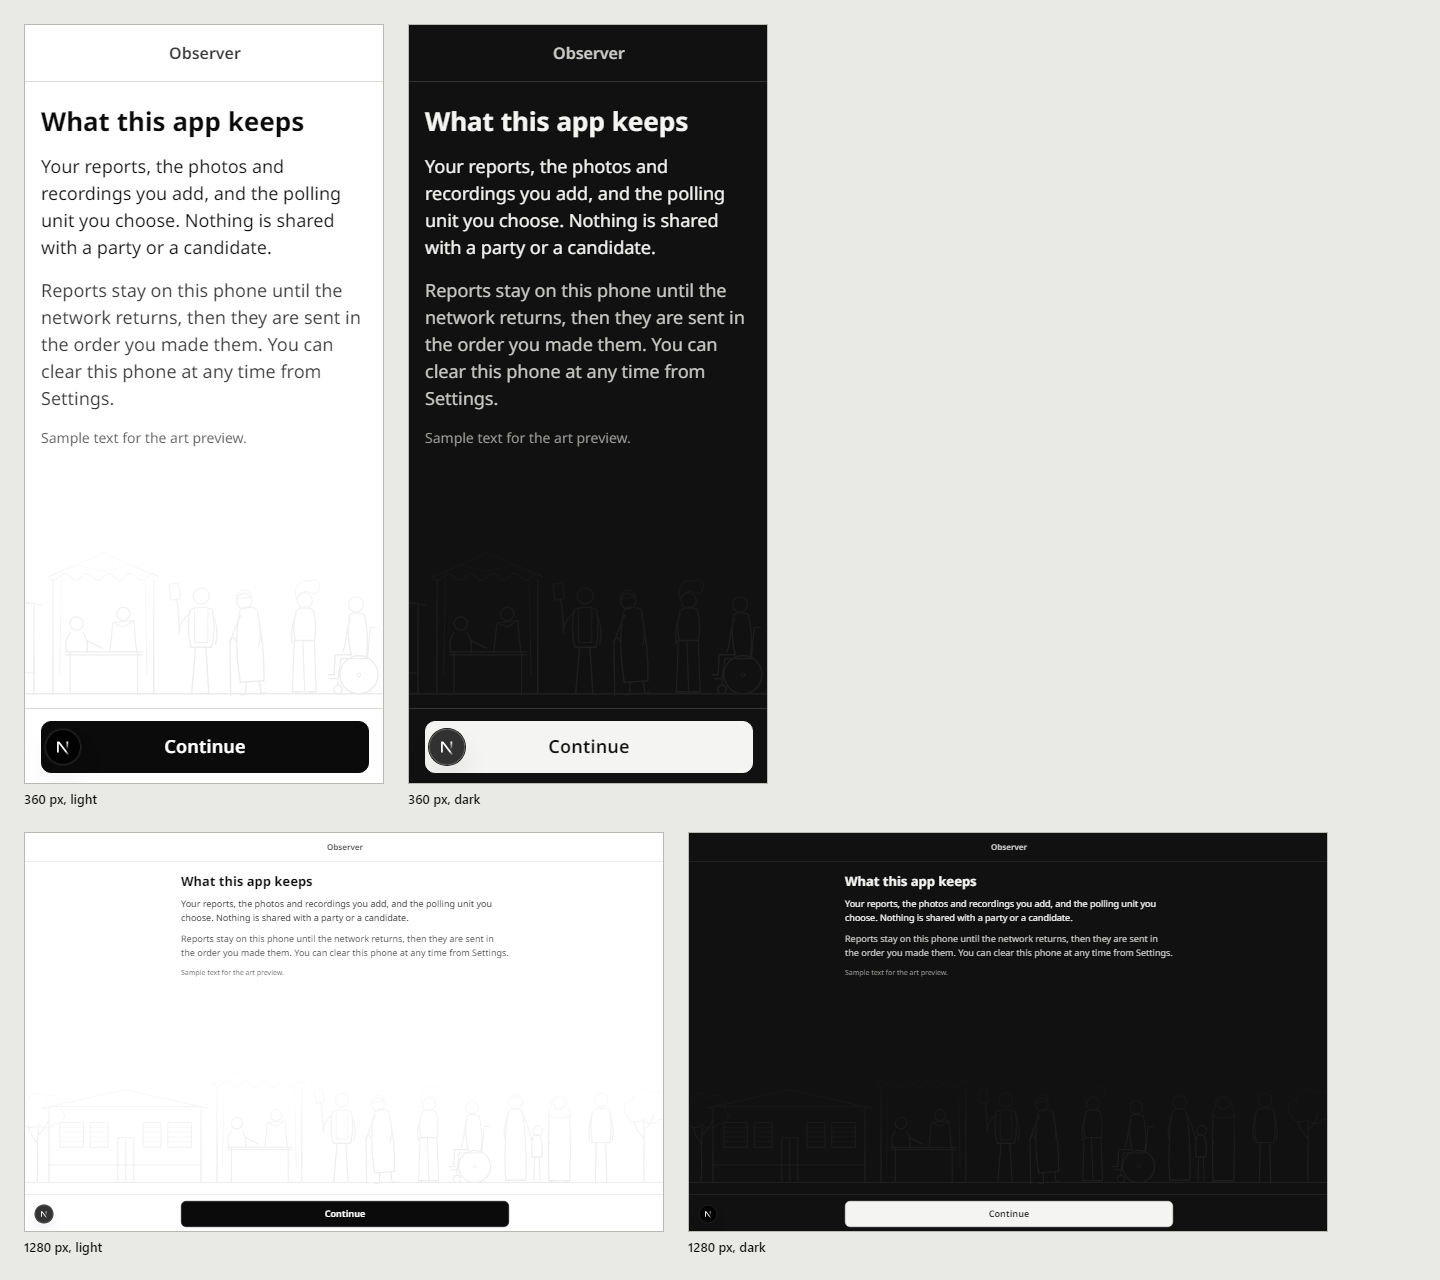 Observer
What this app keeps
Your reports, the photos and
recordings you add, and the polling
unit you choose. Nothing is shared
with a party or a candidate.
Reports stay on this phone until the
network returns, then they are sent in
the order you made them. You can
clear this phone at any time from
Settings.
Sample text for the art preview.
N
Continue
360 px, light
Observer
What this app keeps
Your reports, the photos and
recordings you add, and the polling
unit you choose. Nothing is shared
with a party or a candidate.
Reports stay on this phone until the
network returns, then they are sent in
the order you made them. You can
clear this phone at any time from
Settings.
Sample text for the art preview.
N
Continue
360 px, dark
Observer
What this app keeps
Your reports, the photos and recordings you add, and the polling unit you
choose. Nothing is shared with a party or a candidate.
Reports stay on this phone until the network returns, then they are sent in
the order you made them. You can clear this phone at any time from Settings.
Sample text for the art preview.
N
Continue
1280 px, light
Observer
What this app keeps
Your reports, the photos and recordings you add, and the polling unit you
choose. Nothing is shared with a party or a candidate.
Reports stay on this phone until the network returns, then they are sent in
the order you made them. You can clear this phone at any time from Settings.
Sample text for the art preview.
N
Continue
1280 px, dark